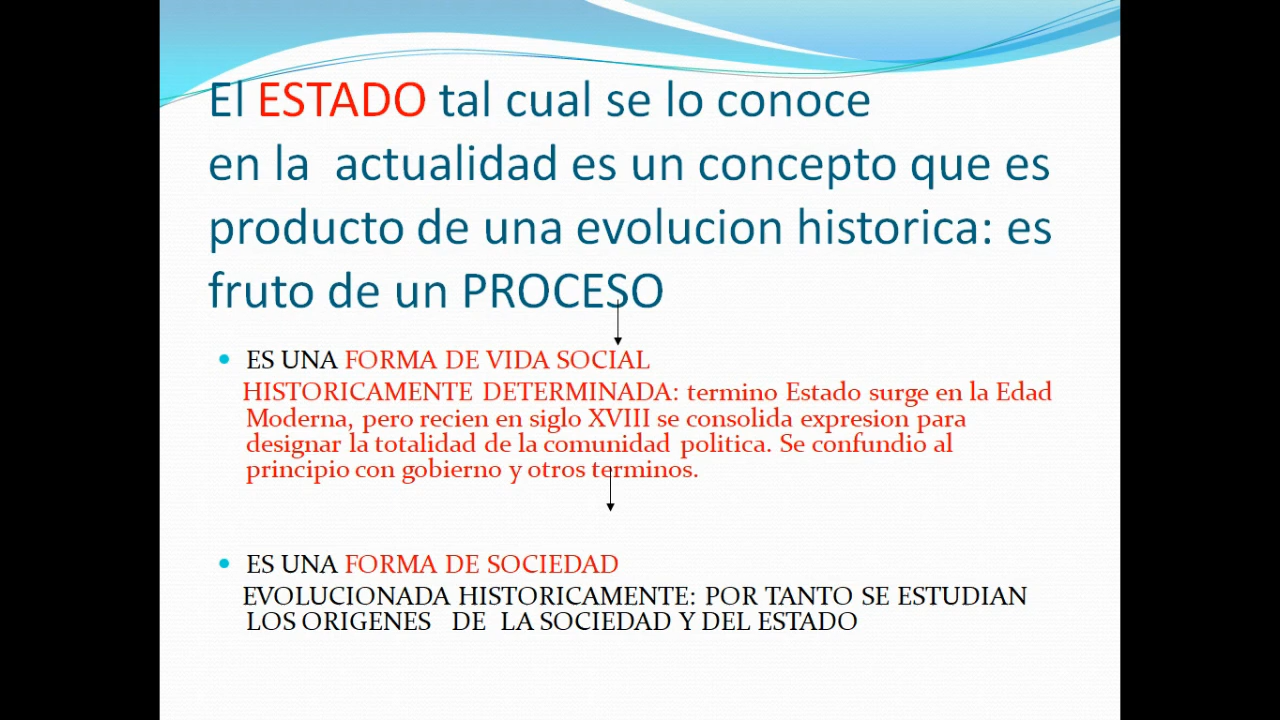 El ESTADO tal cual se lo conoce
en la  actualidad es un concepto que es
producto de una evolucion historica: es
fruto de un PROCESO
• ES UNA FORMA DE VIDA SOCIAL
HISTORICAMENTE DETERMINADA: termino Estado surge en la Edad
Moderna, pero recien en siglo XVIII se consolida expresion para
designar la totalidad de la comunidad politica. Se confundio al
principio con gobierno y otros terminos.
• ES UNA FORMA DE SOCIEDAD
EVOLUCIONADA HISTORICAMENTE: POR TANTO SE ESTUDIAN
LOS ORIGENES   DE  LA SOCIEDAD Y DEL ESTADO